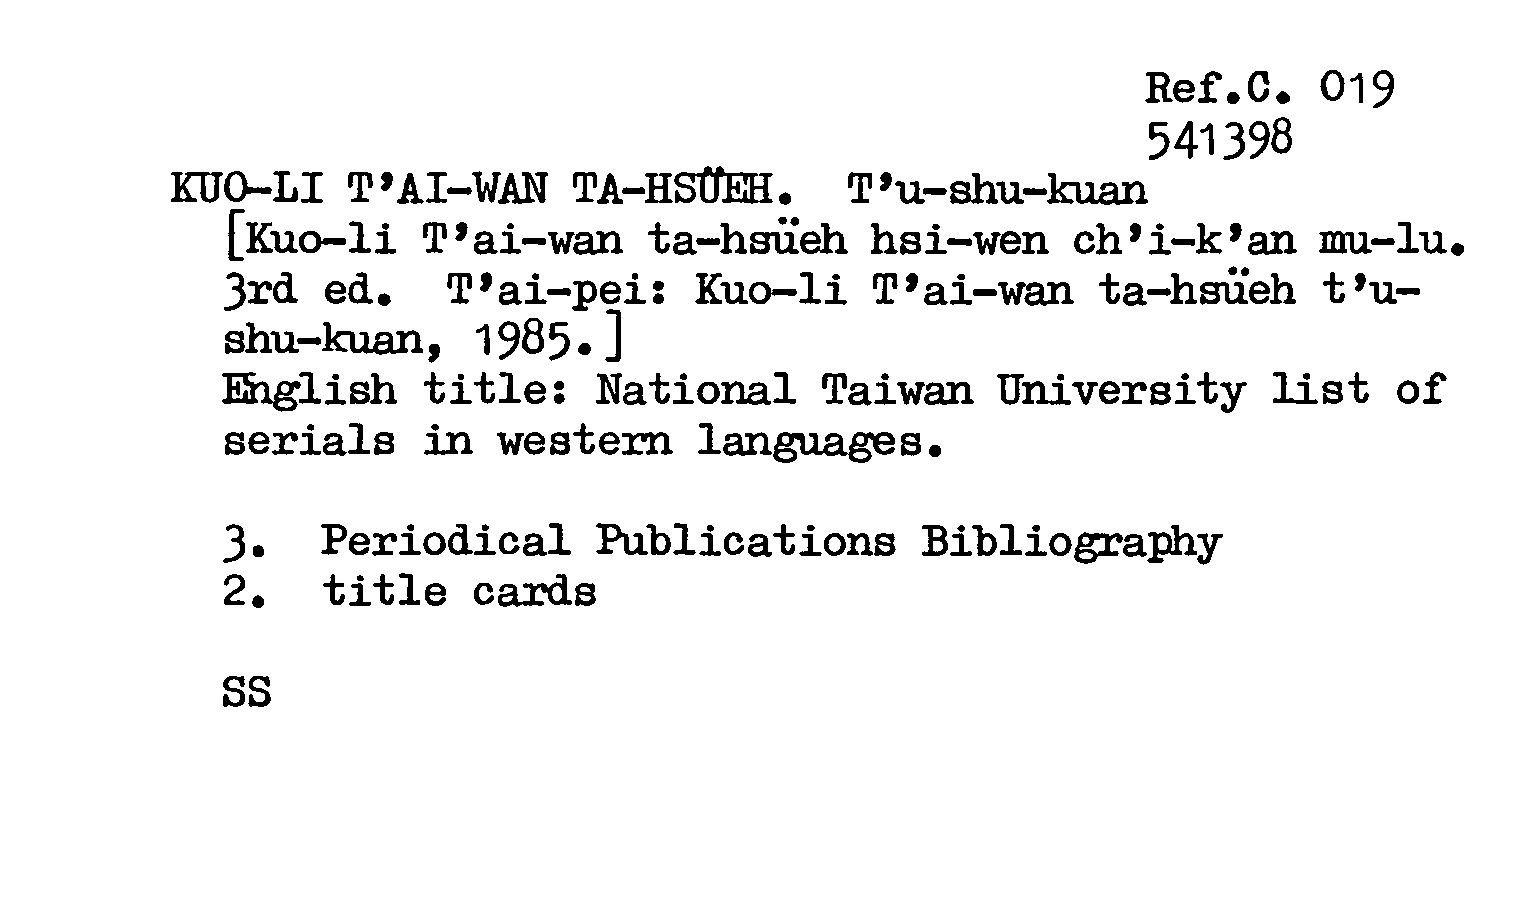 Ref.C. 019
541398
KUO-LI T'AI-WAN TA-HSÜEH. T'u-shu-kuan
[Kuo-li T'ai-wan ta-hsüeh hsi-wen ch'i-k'an mu-lu.
3rd ed. T'ai-pei: Kuo-li T'ai-wan ta-hsüeh t'u-
shu-kuan, 1985.]
English title: National Taiwan University list of
serials in western languages.
3. Periodical Publications Bibliography
2. title cards
SS